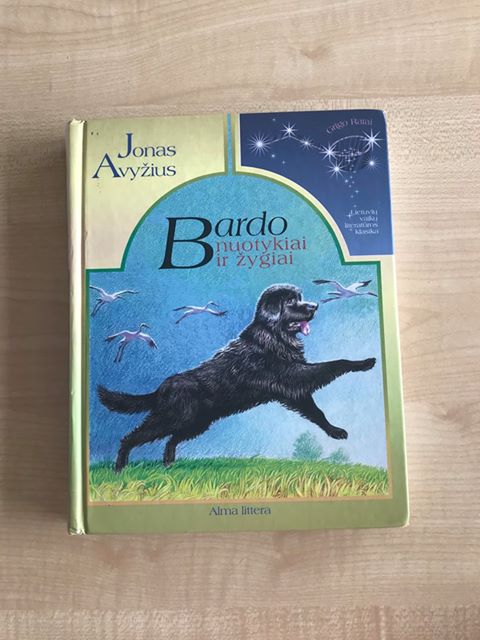 Jonas
Avyžius
Grigo Ratai
Lietuvių
vaikų
literatūros
klasika
Bardo
nuotykiai
ir žygiai
Alma littera